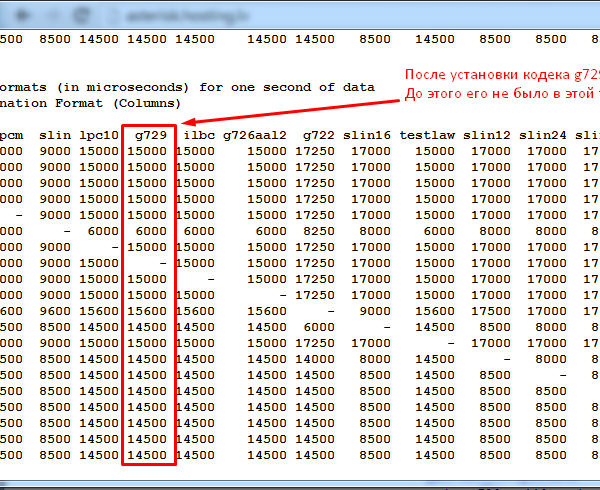 asterisk.hosting.lv
500 8500 14500 14500 14500 14500 14500 8500 14500 8500 8500 8
ormats (in microseconds) for one second of data
nation Format (Columns)
После установки кодека g729
До этого его не было в этой
pcm slin lpc10 g729 ilbc g726aal2 g722 slin16 testlaw slin12 slin24 slin
000 9000 15000 15000 15000 15000 17250 17000 15000 17000 17000 17
000 9000 15000 15000 15000 15000 17250 17000 15000 17000 17000 17
000 9000 15000 15000 15000 15000 17250 17000 15000 17000 17000 17
000 9000 15000 15000 15000 15000 17250 17000 15000 17000 17000 17
- 9000 15000 15000 15000 15000 17250 17000 15000 17000 17000 17
000 - 6000 6000 6000 6000 8250 8000 6000 8000 8000 8
000 9000 - 15000 15000 15000 17250 17000 15000 17000 17000 17
000 9000 15000 - 15000 15000 17250 17000 15000 17000 17000 17
000 9000 15000 15000 - 15000 17250 17000 15000 17000 17000 17
000 9000 15000 15000 15000 - 17250 17000 15000 17000 17000 17
600 9600 15600 15600 15600 15600 - 9000 15600 17500 17000 17
500 8500 14500 14500 14500 14500 6000 - 14500 8500 8000 8
000 9000 15000 15000 15000 15000 17250 17000 - 17000 17000 17
500 8500 14500 14500 14500 14500 14000 8000 14500 - 8000 8
500 8500 14500 14500 14500 14500 14500 8500 14500 8500 - 8
500 8500 14500 14500 14500 14500 14500 8500 14500 8500 8500
500 8500 14500 14500 14500 14500 14500 8500 14500 8500 8500 8
500 8500 14500 14500 14500 14500 14500 8500 14500 8500 8500 8
500 8500 14500 14500 14500 14500 14500 8500 14500 8500 8500 8
500 8500 14500 14500 14500 14500 14500 8500 14500 8500 8500 8